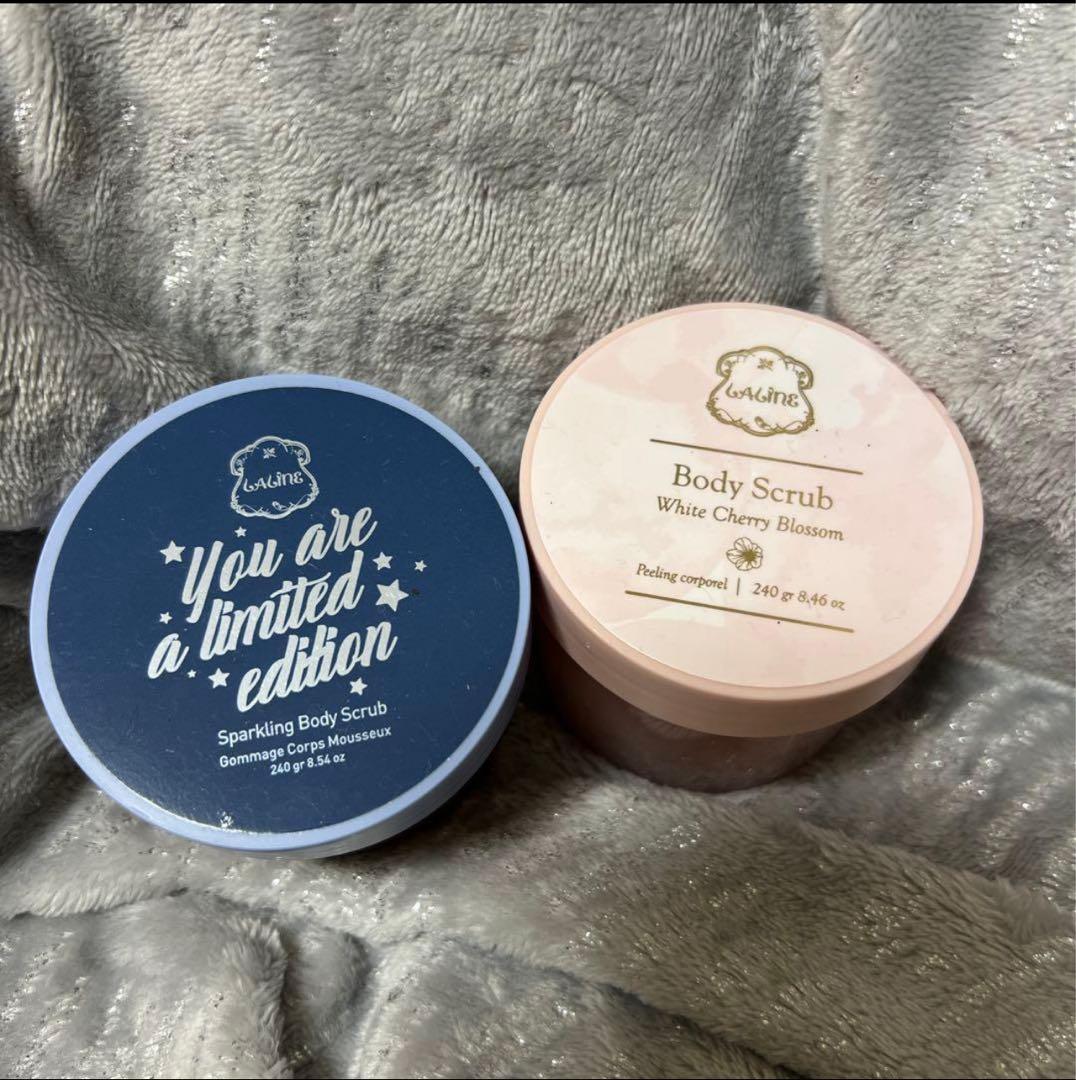 LALINE
You are
a limited
edition
Sparkling Body Scrub
Gommage Corps Mousseux
240 gr 8.54 oz
LALINE
Body Scrub
White Cherry Blossom
Peeling corporel | 240 gr 8.46 oz